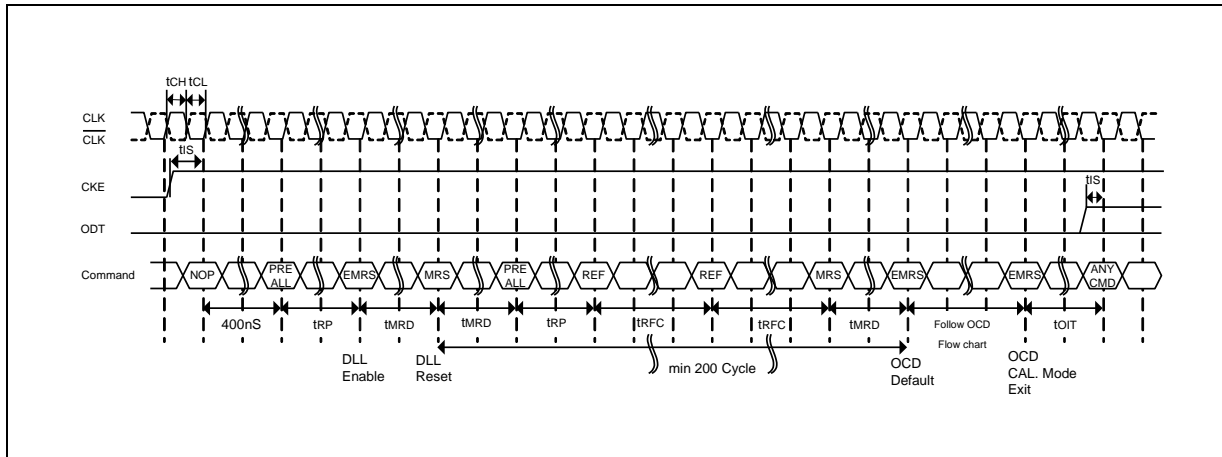 tCH tCL
CLK
CLK
tIS
CKE
tIS
ODT
Command NOP PRE ALL EMRS MRS PRE ALL REF REF MRS EMRS EMRS ANY CMD
400nS tRP tMRD tMRD tRP tRFC tRFC tMRD Follow OCD Flow chart tOIT
DLL Enable
DLL Reset
min 200 Cycle
OCD Default
OCD CAL. Mode Exit